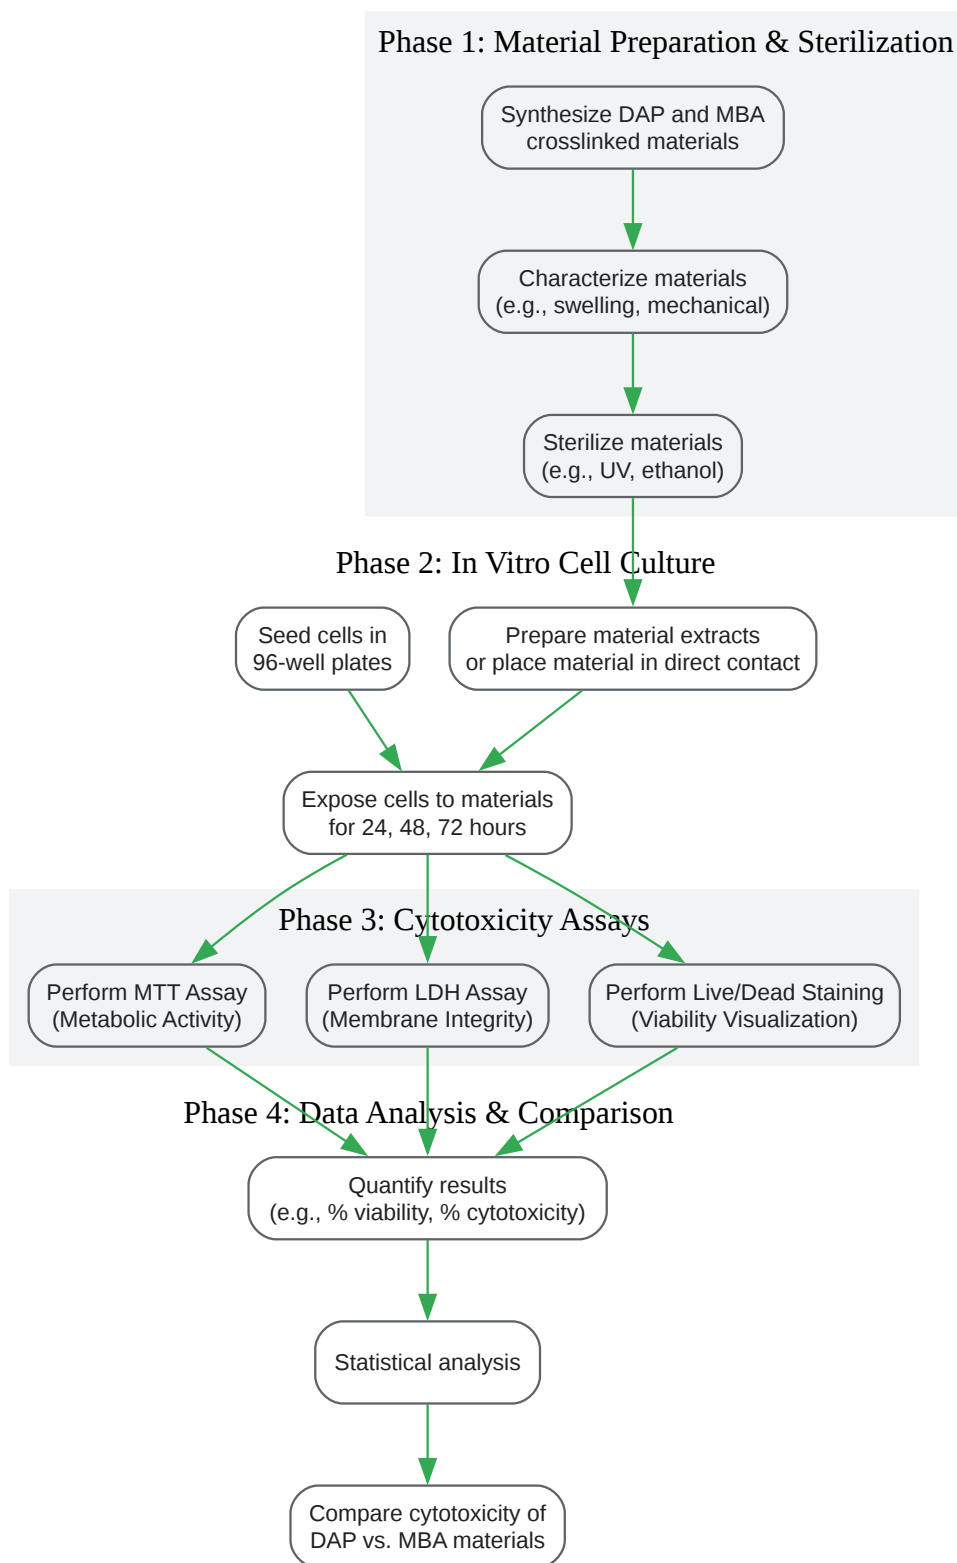 Phase 1: Material Preparation & Sterilization
Synthesize DAP and MBA
crosslinked materials
Characterize materials
(e.g., swelling, mechanical)
Sterilize materials
(e.g., UV, ethanol)
Phase 2: In Vitro Cell Culture
Seed cells in
96-well plates
Prepare material extracts
or place material in direct contact
Expose cells to materials
for 24, 48, 72 hours
Phase 3: Cytotoxicity Assays
Perform MTT Assay
(Metabolic Activity)
Perform LDH Assay
(Membrane Integrity)
Perform Live/Dead Staining
(Viability Visualization)
Phase 4: Data Analysis & Comparison
Quantify results
(e.g., % viability, % cytotoxicity)
Statistical analysis
Compare cytotoxicity of
DAP vs. MBA materials